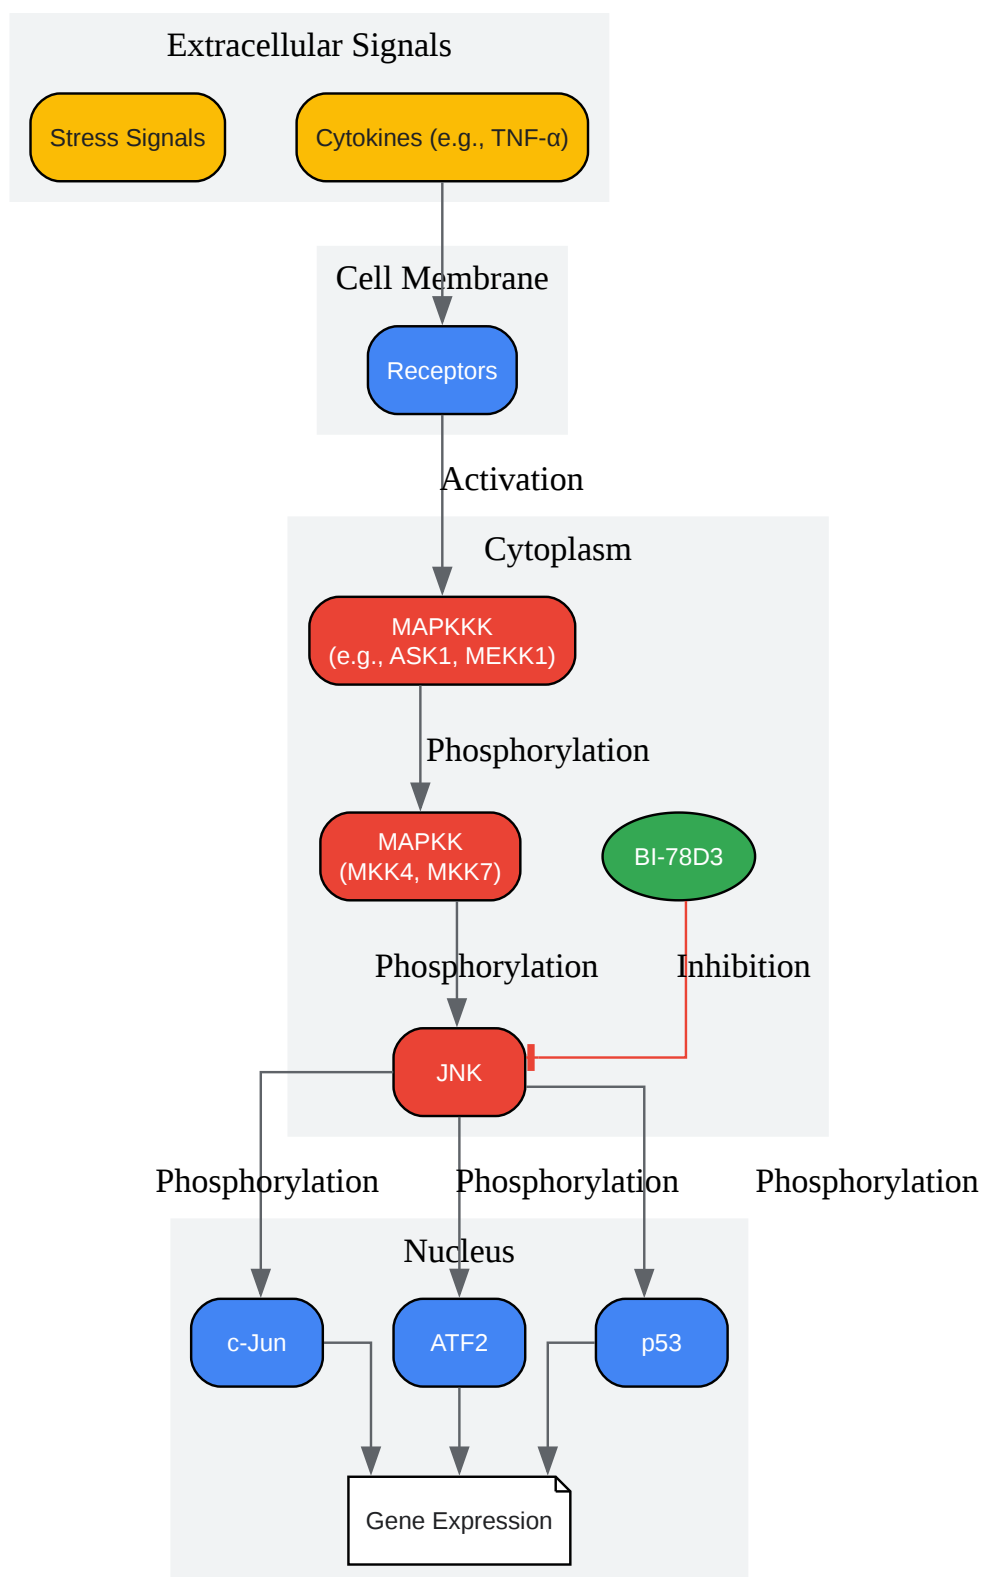 Extracellular Signals
Stress Signals
Cytokines (e.g., TNF-α)
Cell Membrane
Receptors
Activation
Cytoplasm
MAPKKK
(e.g., ASK1, MEKK1)
Phosphorylation
MAPKK
(MKK4, MKK7)
BI-78D3
Phosphorylation
Inhibition
JNK
Phosphorylation
Phosphorylation
Phosphorylation
Nucleus
c-Jun
ATF2
p53
Gene Expression